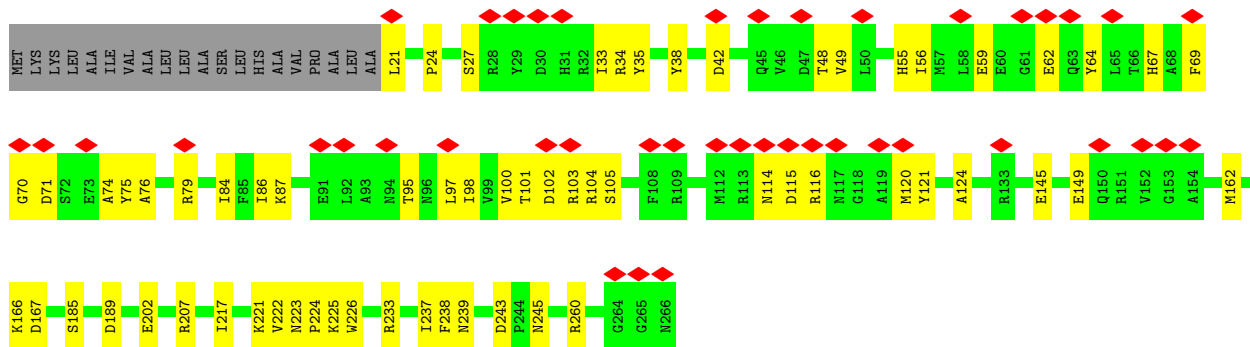 MET LYS LYS LEU ALA ILE VAL ALA LEU LEU ALA SER LEU HIS ALA VAL PRO ALA LEU ALA L21 P24 S27 R28 Y29 D30 H31 R32 I33 R34 Y35 Y38 D42 Q45 V46 D47 T48 V49 L50 H55 I56 M57 L58 E59 E60 G61 E62 Q63 Y64 L65 T66 H67 A68 F69
G70 D71 S72 E73 A74 Y75 A76 R79 I84 F85 I86 K87 E91 L92 A93 N94 T95 N96 L97 I98 V99 V100 T101 D102 R103 R104 S105 F108 R109 M112 R113 N114 D115 R116 N117 G118 A119 M120 Y121 A124 R133 E145 E149 Q150 R151 V152 G153 A154 M162
K166 D167 S185 D189 E202 R207 I217 K221 V222 N223 P224 K225 W226 R233 I237 F238 N239 D243 P244 N245 R260 G264 G265 N266